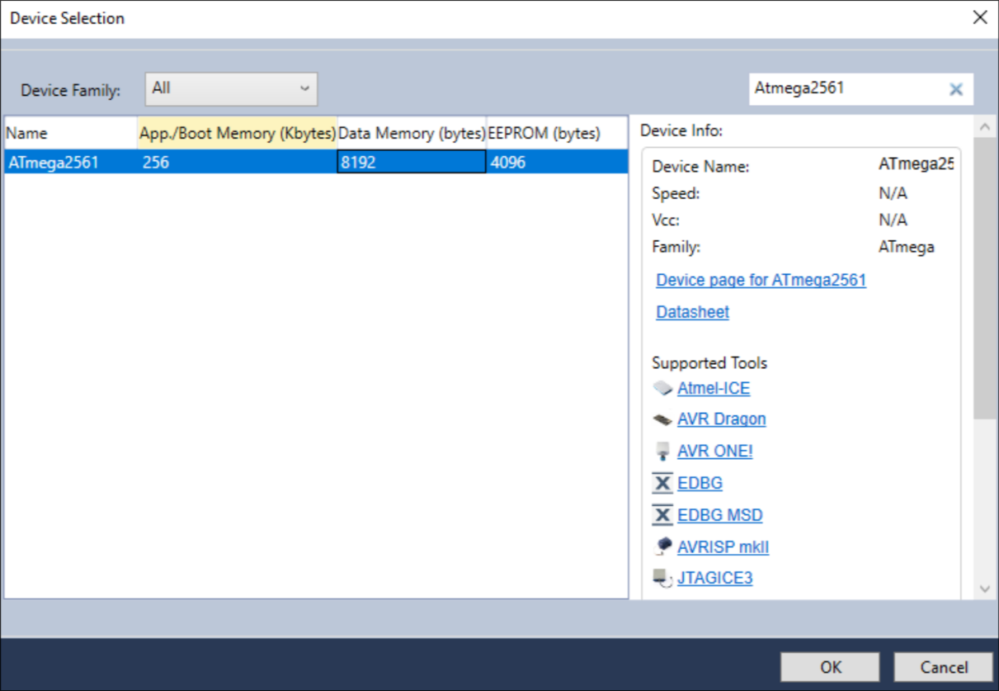 Device Selection
Device Family: All Atmega2561
Name App./Boot Memory (Kbytes) Data Memory (bytes) EEPROM (bytes)
ATmega2561 256 8192 4096
Device Info:
Device Name: ATmega25
Speed: N/A
Vcc: N/A
Family: ATmega
Device page for ATmega2561
Datasheet
Supported Tools
Atmel-ICE
AVR Dragon
AVR ONE!
EDBG
EDBG MSD
AVRISP mkII
JTAGICE3
OK Cancel